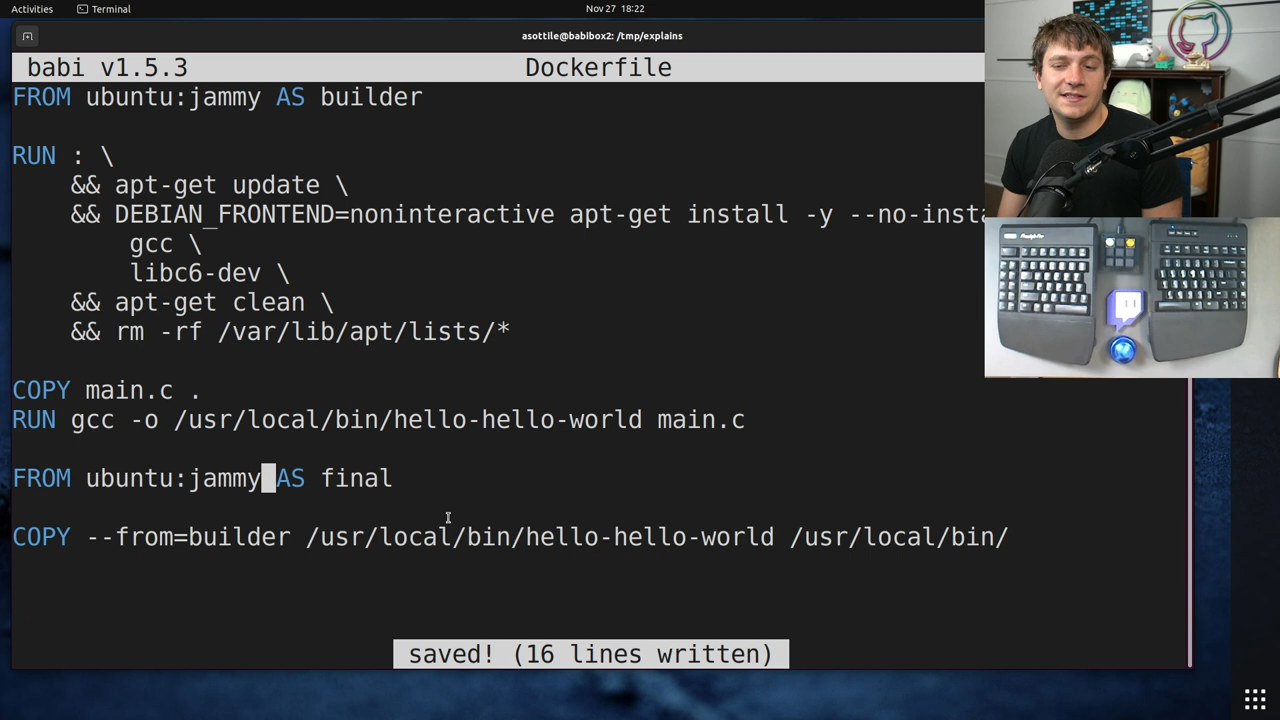 Activities
Terminal
Nov 27 18:22
asottile@babibox2: /tmp/explains
babi v1.5.3
Dockerfile
FROM ubuntu:jammy AS builder
RUN : \
&& apt-get update \
&& DEBIAN_FRONTEND=noninteractive apt-get install -y --no-insta
gcc \
libc6-dev \
&& apt-get clean \
&& rm -rf /var/lib/apt/lists/*
COPY main.c .
RUN gcc -o /usr/local/bin/hello-hello-world main.c
FROM ubuntu:jammy AS final
COPY --from=builder /usr/local/bin/hello-hello-world /usr/local/bin/
saved! (16 lines written)